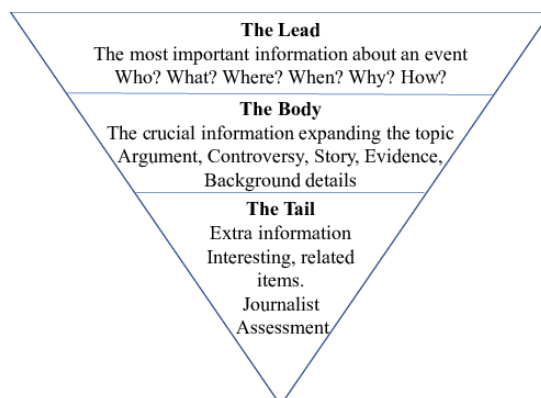 The Lead
The most important information about an event
Who? What? Where? When? Why? How?
The Body
The crucial information expanding the topic
Argument, Controversy, Story, Evidence,
Background details
The Tail
Extra information
Interesting, related
items.
Journalist
Assessment